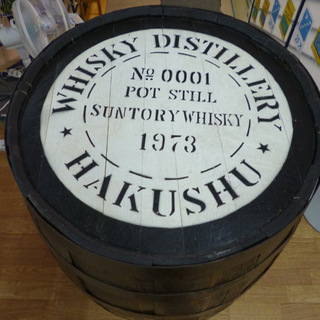 WHISKY DISTILLERY
Nº 0001
POT STILL
SUNTORY WHISKY
1973
★ HAKUSHU ★